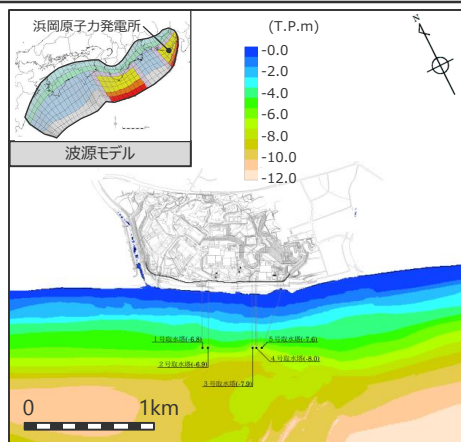 浜岡原子力発電所
波源モデル
(T.P.m)
-0.0
-2.0
-4.0
-6.0
-8.0
-10.0
-12.0
N
1号取水塔(-6.8)
5号取水塔(-7.6)
2号取水塔(-6.9)
4号取水塔(-8.0)
3号取水塔(-7.9)
0 1km